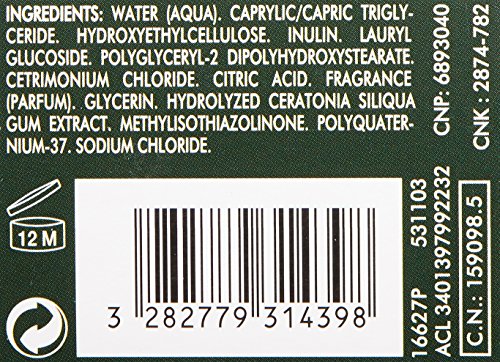 INGREDIENTS: WATER (AQUA). CAPRYLIC/CAPRIC TRIGLY-
CERIDE. HYDROXYETHYLCELLULOSE. INULIN. LAURYL
GLUCOSIDE. POLYGLYCERYL-2 DIPOLYHYDROXYSTEARATE.
CETRIMONIUM CHLORIDE. CITRIC ACID. FRAGRANCE
(PARFUM). GLYCERIN. HYDROLYZED CERATONIA SILIQUA
GUM EXTRACT. METHYLISOTHIAZOLINONE. POLYQUATER-
NIUM-37. SODIUM CHLORIDE.
CNP: 6893040
CNK : 2874-782
12 M
3 282779 314398
16627P 531103
ACL 3401397992232
C.N.: 159098.5